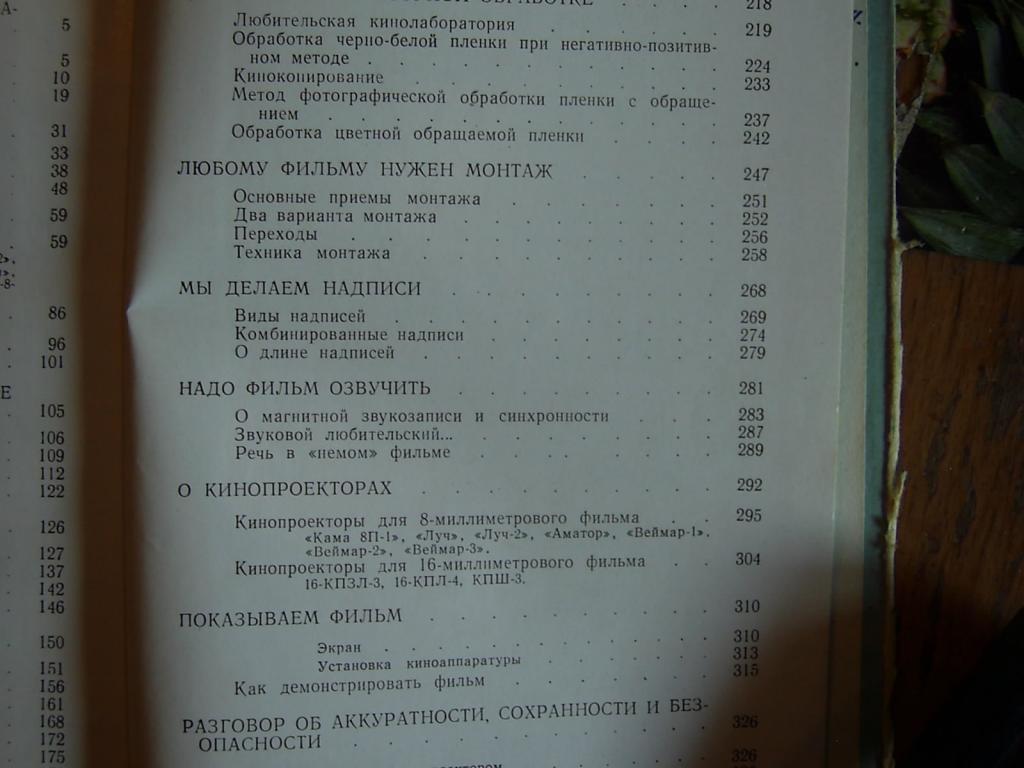 А-
5
5
10
19
31
33
38
48
59
59
-8-
86
96
101
Е
105
106
109
112
122
126
127
137
142
146
150
151
156
161
168
172
175
ОБРАБОТКЕ . . . . 218
Любительская кинолаборатория . . . . . 219
Обработка черно-белой пленки при негативно-позитив-
ном методе . . . . . . . . . . . 224
Кинокопирование . . . . . . . . . 233
Метод фотографической обработки пленки с обраще-
нием . . . . . . . . . . . . 237
Обработка цветной обращаемой пленки . . . . 242
ЛЮБОМУ ФИЛЬМУ НУЖЕН МОНТАЖ . . . . . 247
Основные приемы монтажа . . . . . . 251
Два варианта монтажа . . . . . . . . 252
Переходы . . . . . . . . . . 256
Техника монтажа . . . . . . . . . 258
МЫ ДЕЛАЕМ НАДПИСИ . . . . . . . . 268
Виды надписей . . . . . . . . . 269
Комбинированные надписи . . . . . . . 274
О длине надписей . . . . . . . . 279
НАДО ФИЛЬМ ОЗВУЧИТЬ . . . . . . . . 281
О магнитной звукозаписи и синхронности . . . 283
Звуковой любительский... . . . . . . . 287
Речь в «немом» фильме . . . . . . . 289
О КИНОПРОЕКТОРАХ . . . . . . . . . 292
Кинопроекторы для 8-миллиметрового фильма . . 295
«Кама 8П-1», «Луч», «Луч-2», «Аматор», «Веймар-1»,
«Веймар-2», «Веймар-3».
Кинопроекторы для 16-миллиметрового фильма . . 304
16-КПЗЛ-3, 16-КПЛ-4, КПШ-3.
ПОКАЗЫВАЕМ ФИЛЬМ . . . . . . . . 310
Экран . . . . . . . . . 310
Установка киноаппаратуры . . . . . 313
Как демонстрировать фильм . . . . . . 315
РАЗГОВОР ОБ АККУРАТНОСТИ, СОХРАННОСТИ И БЕЗ-
ОПАСНОСТИ . . . . . . . . . . . 326
326